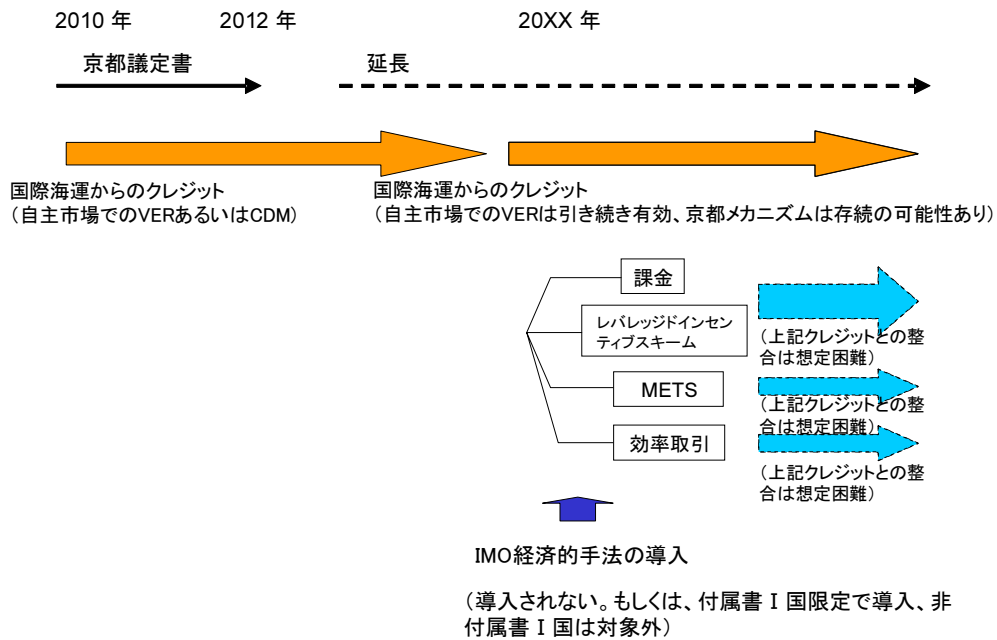 2010 年
2012 年
20XX 年
京都議定書
延長
国際海運からのクレジット
（自主市場でのVERあるいはCDM）
国際海運からのクレジット
（自主市場でのVERは引き続き有効、京都メカニズムは存続の可能性あり）
課金
レバレッジドインセン
ティブスキーム
（上記クレジットとの整
合は想定困難）
METS
（上記クレジットとの整
合は想定困難）
効率取引
（上記クレジットとの整
合は想定困難）
IMO経済的手法の導入
（導入されない。もしくは、付属書Ⅰ国限定で導入、非
付属書Ⅰ国は対象外）